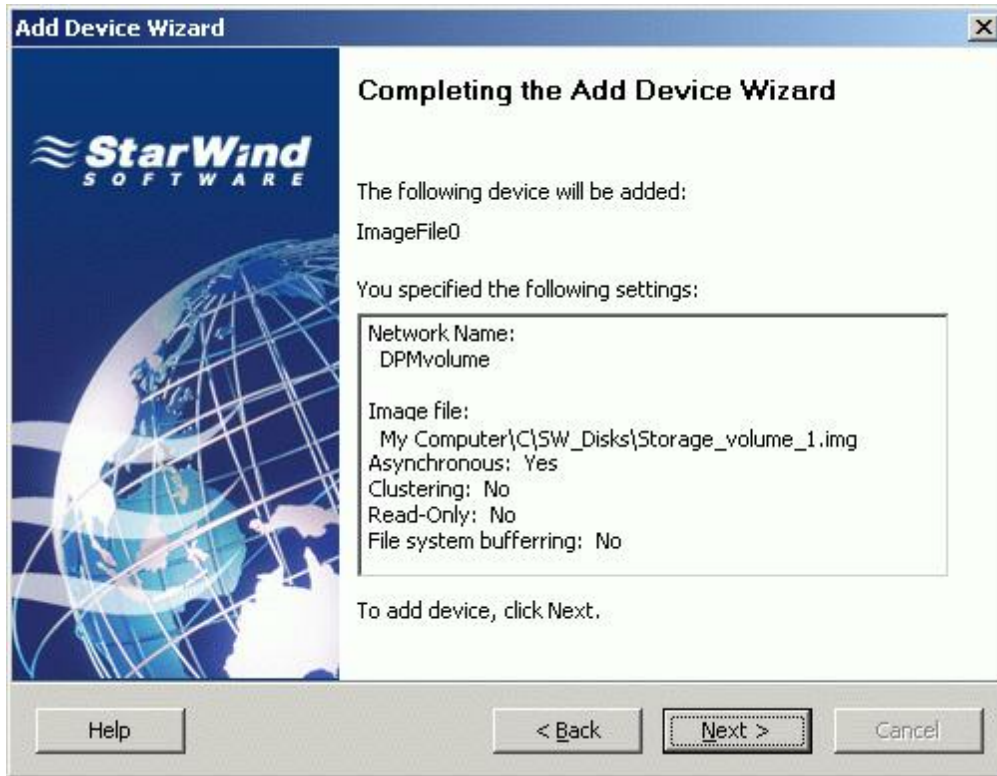 Add Device Wizard
StarWind
SOFTWARE
Completing the Add Device Wizard
The following device will be added:
ImageFile0
You specified the following settings:
Network Name:
DPMvolume
Image file:
My Computer\C\SW_Disks\Storage_volume_1.img
Asynchronous: Yes
Clustering: No
Read-Only: No
File system bufferring: No
To add device, click Next.
Help
< Back
Next >
Cancel